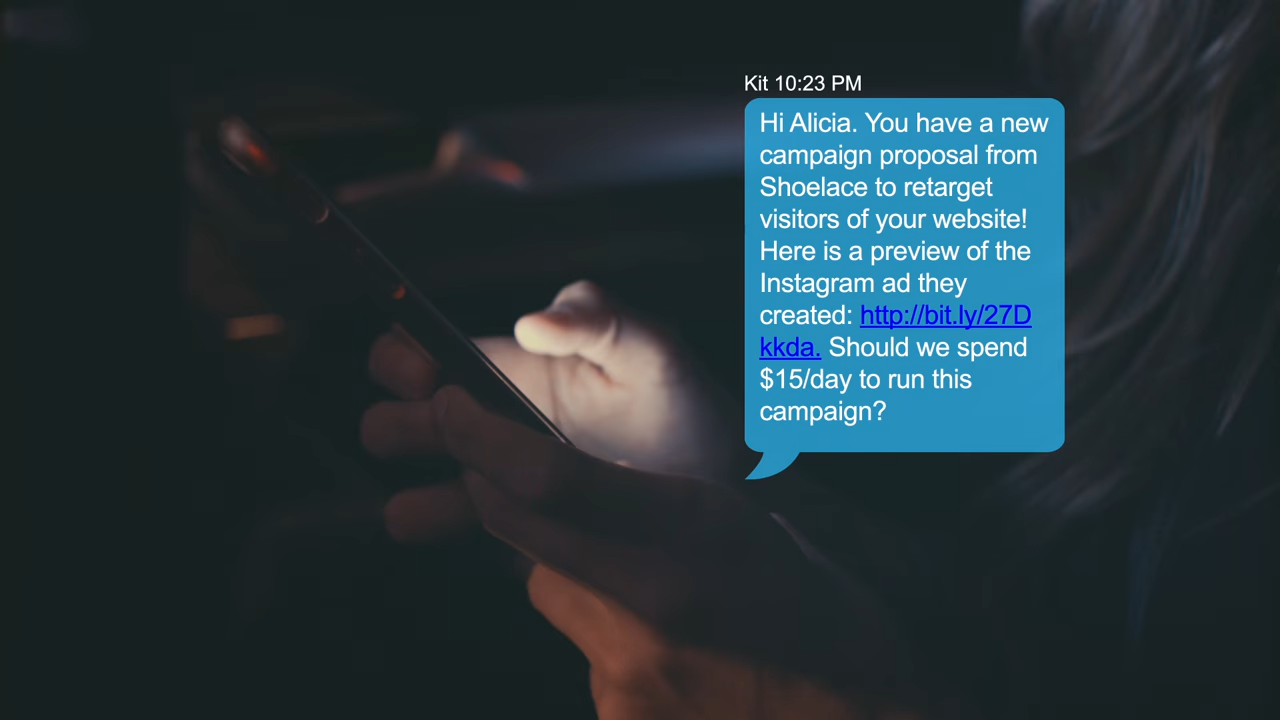 Kit 10:23 PM
Hi Alicia. You have a new
campaign proposal from
Shoelace to retarget
visitors of your website!
Here is a preview of the
Instagram ad they
created: http://bit.ly/27D
kkda. Should we spend
$15/day to run this
campaign?